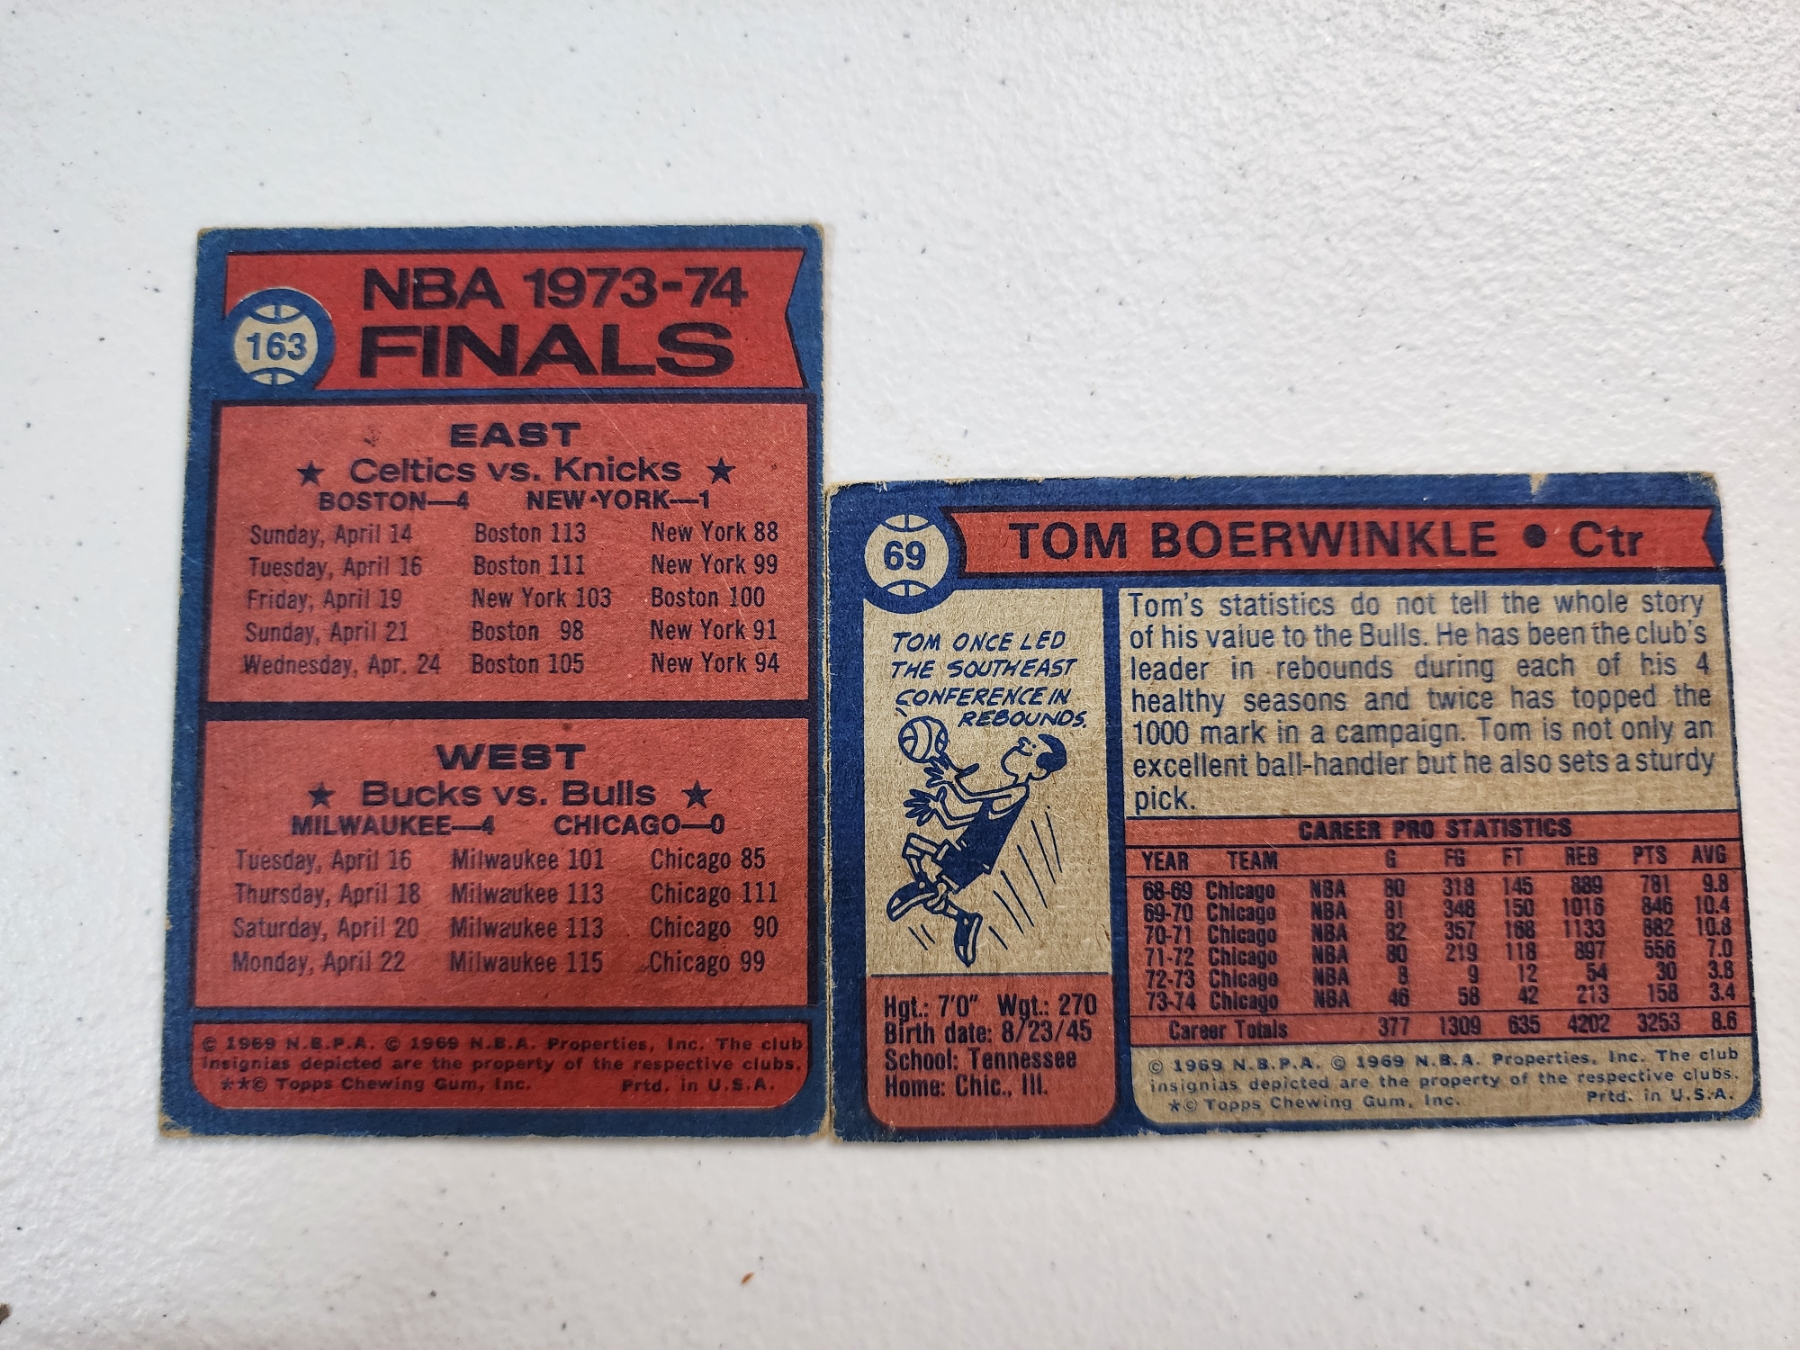 NBA 1973-74
163
FINALS
EAST
★ Celtics vs. Knicks ★
BOSTON—4 NEW YORK—1
Sunday, April 14 Boston 113 New York 88
Tuesday, April 16 Boston 111 New York 99
Friday, April 19 New York 103 Boston 100
Sunday, April 21 Boston 98 New York 91
Wednesday, Apr. 24 Boston 105 New York 94
WEST
★ Bucks vs. Bulls ★
MILWAUKEE—4 CHICAGO—0
Tuesday, April 16 Milwaukee 101 Chicago 85
Thursday, April 18 Milwaukee 113 Chicago 111
Saturday, April 20 Milwaukee 113 Chicago 90
Monday, April 22 Milwaukee 115 Chicago 99
© 1969 N.B.P.A. © 1969 N.B.A. Properties, Inc. The club
insignias depicted are the property of the respective clubs.
★★© Topps Chewing Gum, Inc. Prtd. in U.S.A.
69
TOM BOERWINKLE • Ctr
TOM ONCE LED
THE SOUTHEAST
CONFERENCE IN
REBOUNDS.
Tom's statistics do not tell the whole story
of his value to the Bulls. He has been the club's
leader in rebounds during each of his 4
healthy seasons and twice has topped the
1000 mark in a campaign. Tom is not only an
excellent ball-handler but he also sets a sturdy
pick.
CAREER PRO STATISTICS
YEAR TEAM G FG FT REB PTS AVG
68-69 Chicago NBA 80 318 145 889 781 9.8
69-70 Chicago NBA 81 348 150 1016 846 10.4
70-71 Chicago NBA 82 357 168 1133 882 10.8
71-72 Chicago NBA 80 219 118 897 556 7.0
72-73 Chicago NBA 8 9 12 54 30 3.8
73-74 Chicago NBA 46 58 42 213 158 3.4
Career Totals 377 1309 635 4202 3253 8.6
Hgt.: 7'0" Wgt.: 270
Birth date: 8/23/45
School: Tennessee
Home: Chic., Ill.
© 1969 N.B.P.A. © 1969 N.B.A. Properties, Inc. The club
insignias depicted are the property of the respective clubs.
★© Topps Chewing Gum, Inc. Prtd. in U.S.A.